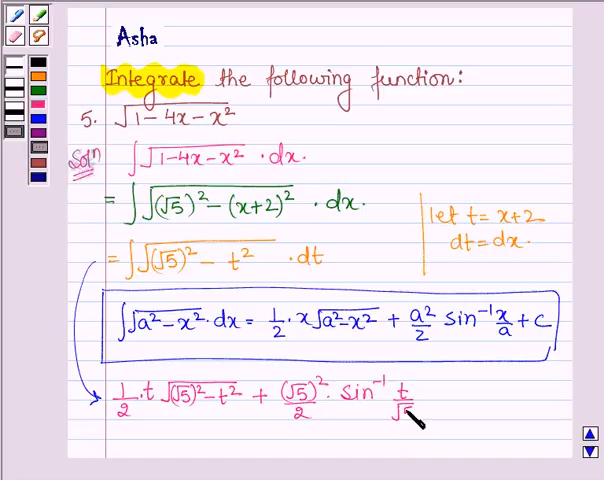 Asha
Integrate the following function:
5. √(1-4x-x²)
Solⁿ
∫√(1-4x-x²) · dx.
= ∫√((√5)² - (x+2)²) · dx.
let t = x+2
dt = dx.
= ∫√((√5)² - t²) · dt
∫√(a²-x²) · dx = 1/2 · x√(a²-x²) + a²/2 sin⁻¹ x/a + c
1/2 · t √((√5)² - t²) + (√5)²/2 · sin⁻¹ t/√5